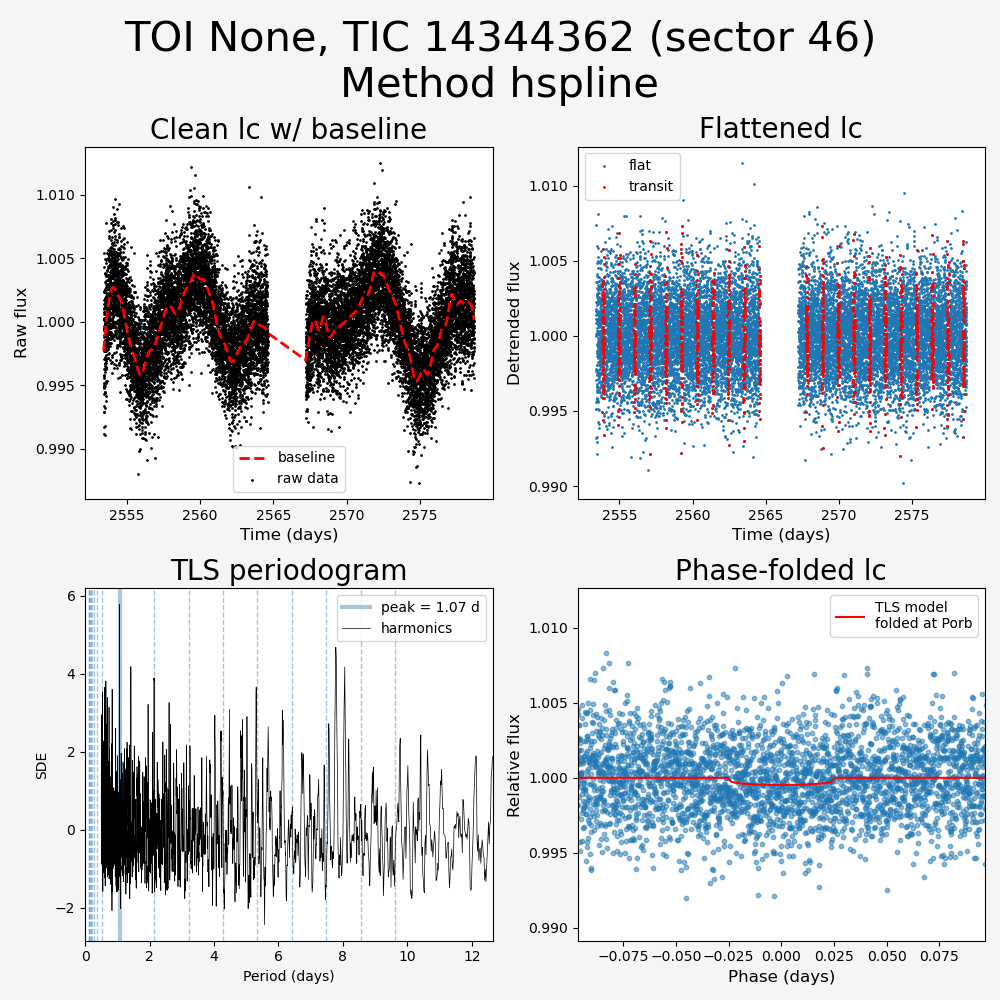 TOI None, TIC 14344362 (sector 46)
Method hspline
Clean lc w/ baseline
Raw flux
1.010
1.005
1.000
0.995
0.990
baseline
raw data
2555
2560
2565
2570
2575
Time (days)
Flattened lc
Detrended flux
1.010
1.005
1.000
0.995
0.990
flat
transit
2555
2560
2565
2570
2575
Time (days)
TLS periodogram
SDE
6
4
2
0
−2
peak = 1.07 d
harmonics
0
2
4
6
8
10
12
Period (days)
Phase-folded lc
Relative flux
1.010
1.005
1.000
0.995
0.990
TLS model
folded at Porb
−0.075
−0.050
−0.025
0.000
0.025
0.050
0.075
Phase (days)